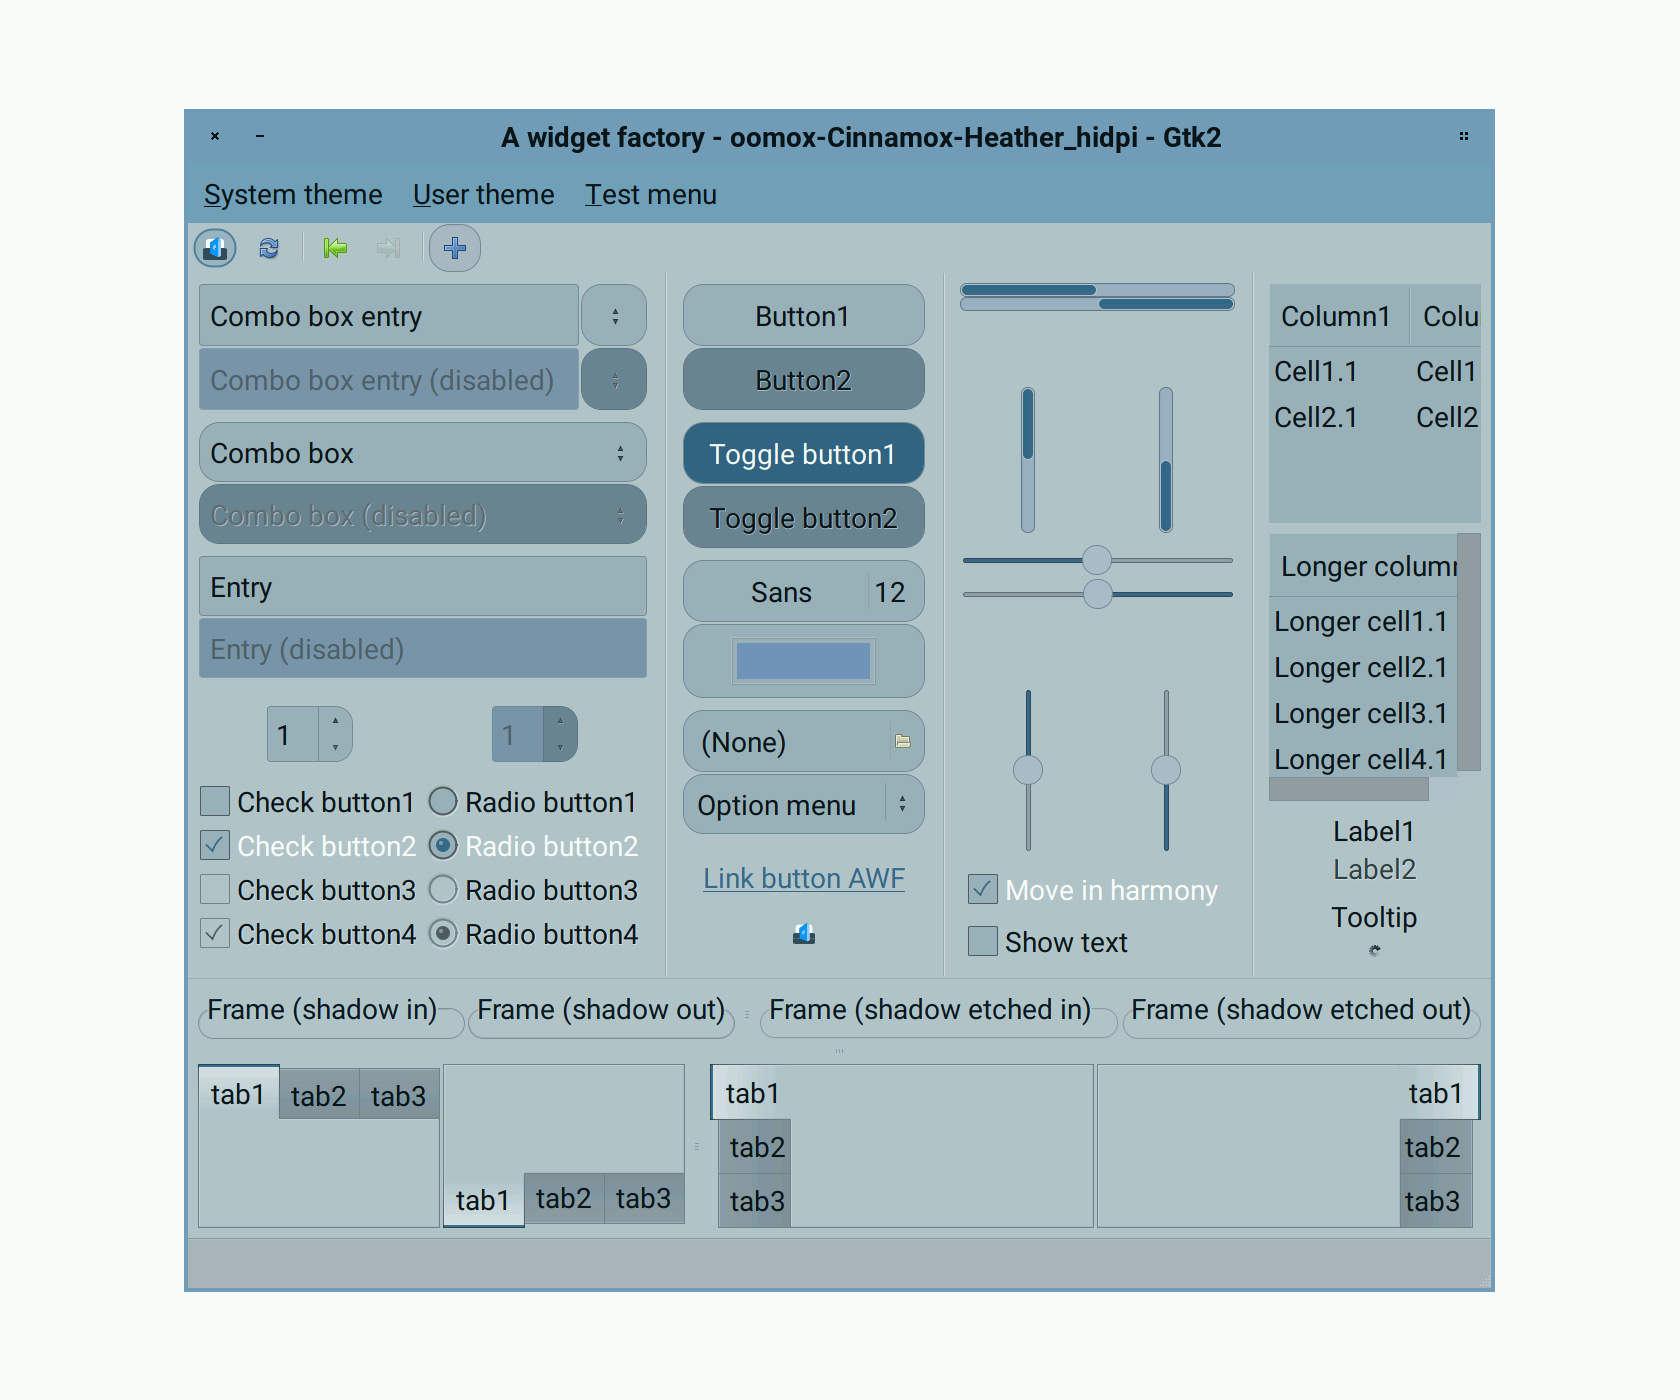 A widget factory - oomox-Cinnamox-Heather_hidpi - Gtk2
System theme User theme Test menu
Combo box entry
Combo box entry (disabled)
Combo box
Combo box (disabled)
Entry
Entry (disabled)
1 1
Check button1 Radio button1
Check button2 Radio button2
Check button3 Radio button3
Check button4 Radio button4
Button1
Button2
Toggle button1
Toggle button2
Sans 12
(None)
Option menu
Link button AWF
Move in harmony
Show text
Column1 Colu
Cell1.1 Cell1
Cell2.1 Cell2
Longer colum
Longer cell1.1
Longer cell2.1
Longer cell3.1
Longer cell4.1
Label1
Label2
Tooltip
Frame (shadow in) Frame (shadow out) Frame (shadow etched in) Frame (shadow etched out)
tab1 tab2 tab3
tab1 tab2 tab3
tab1
tab2
tab3
tab1
tab2
tab3